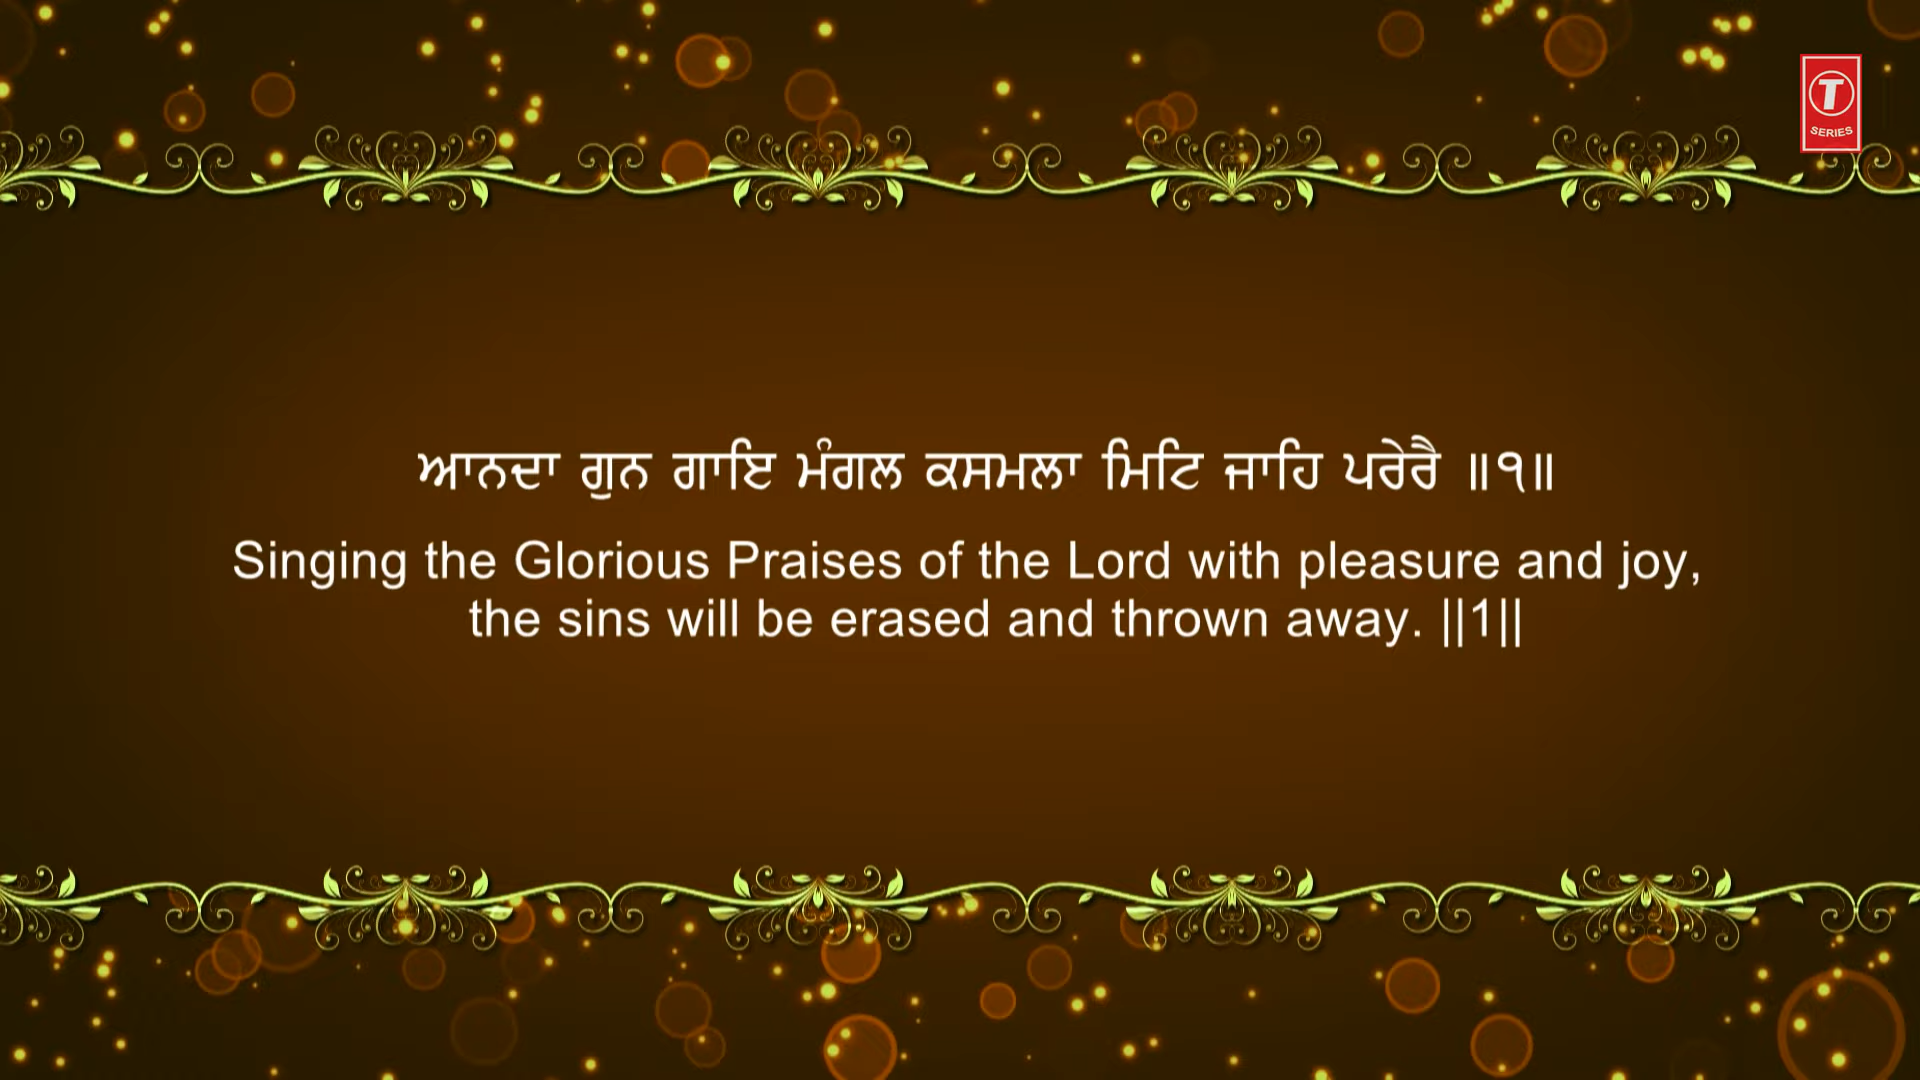 T
SERIES
ਆਨਦਾ ਗੁਨ ਗਾਇ ਮੰਗਲ ਕਸਮਲਾ ਮਿਟਿ ਜਾਹਿ ਪਰੇਰੈ ॥੧॥
Singing the Glorious Praises of the Lord with pleasure and joy,
the sins will be erased and thrown away. ||1||